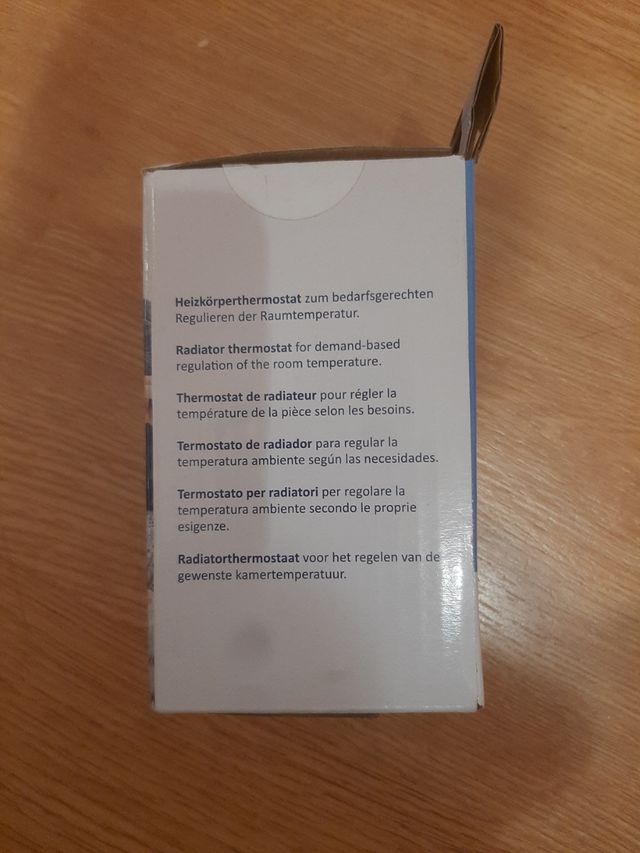 Heizkörperthermostat zum bedarfsgerechten
Regulieren der Raumtemperatur.
Radiator thermostat for demand-based
regulation of the room temperature.
Thermostat de radiateur pour régler la
température de la pièce selon les besoins.
Termostato de radiador para regular la
temperatura ambiente según las necesidades.
Termostato per radiatori per regolare la
temperatura ambiente secondo le proprie
esigenze.
Radiatorthermostaat voor het regelen van de
gewenste kamertemperatuur.